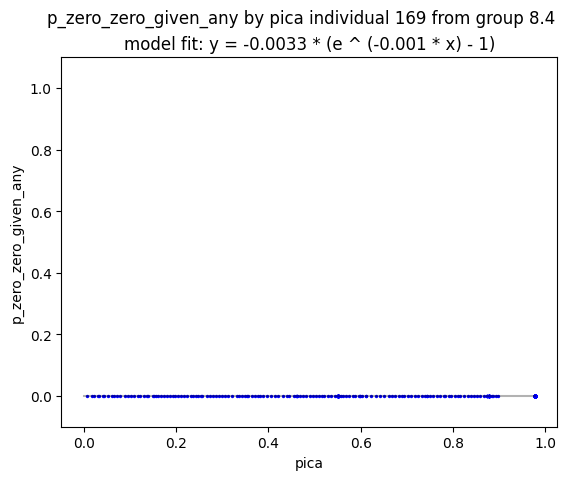 p_zero_zero_given_any by pica individual 169 from group 8.4
model fit: y = -0.0033 * (e ^ (-0.001 * x) - 1)
1.0
0.8
0.6
0.4
0.2
0.0
p_zero_zero_given_any
0.0 0.2 0.4 0.6 0.8 1.0
pica